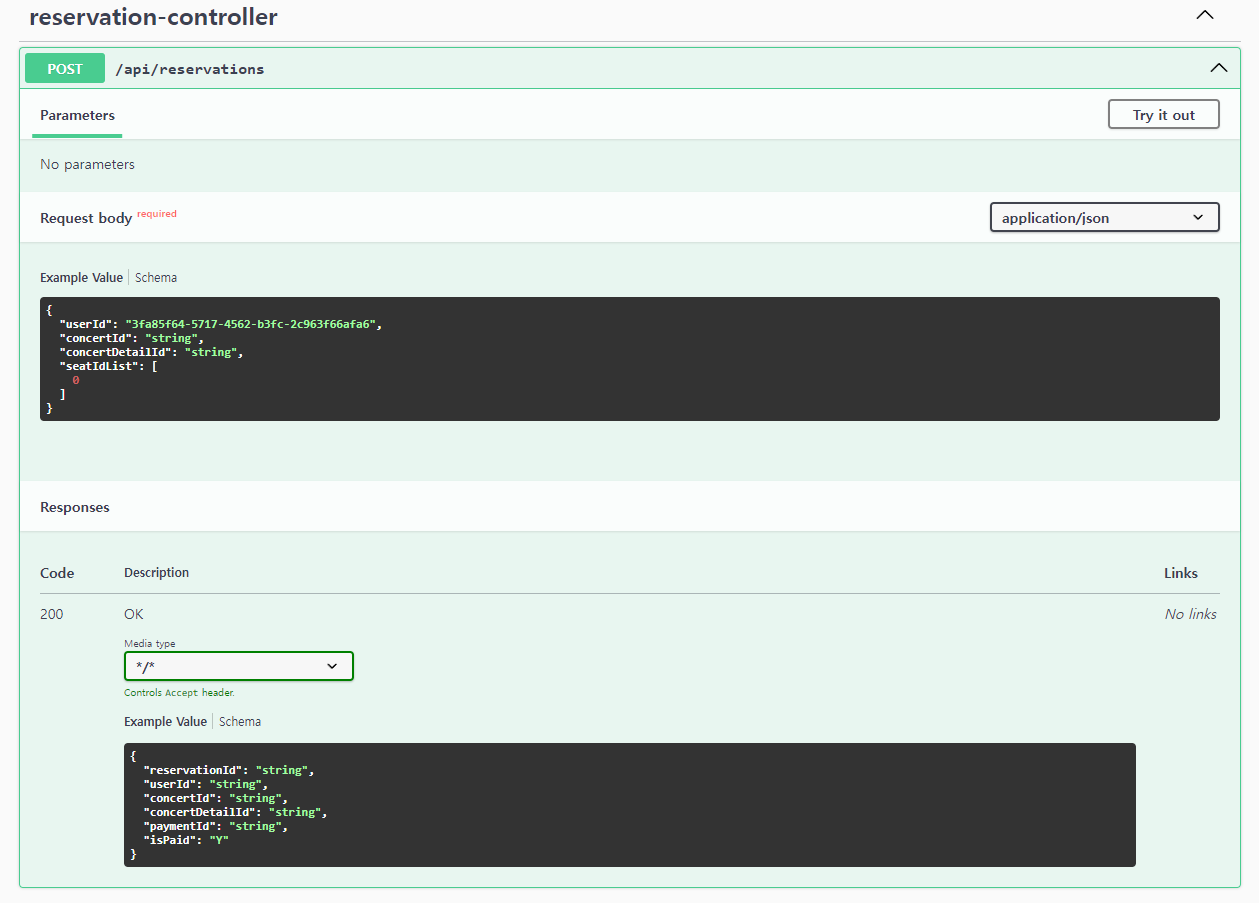 reservation-controller
POST /api/reservations
Parameters
Try it out
No parameters
Request body required
application/json
Example Value Schema
{
  "userId": "3fa85f64-5717-4562-b3fc-2c963f66afa6",
  "concertId": "string",
  "concertDetailId": "string",
  "seatIdList": [
    0
  ]
}
Responses
Code Description Links
200 OK No links
Media type
*/*
Controls Accept header.
Example Value Schema
{
  "reservationId": "string",
  "userId": "string",
  "concertId": "string",
  "concertDetailId": "string",
  "paymentId": "string",
  "isPaid": "Y"
}